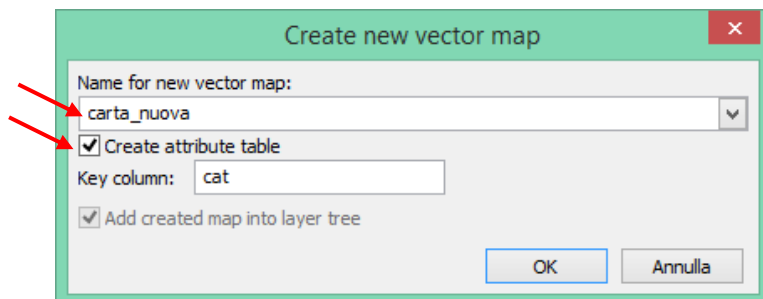 Create new vector map
Name for new vector map:
carta_nuova
Create attribute table
Key column: cat
Add created map into layer tree
OK Annulla